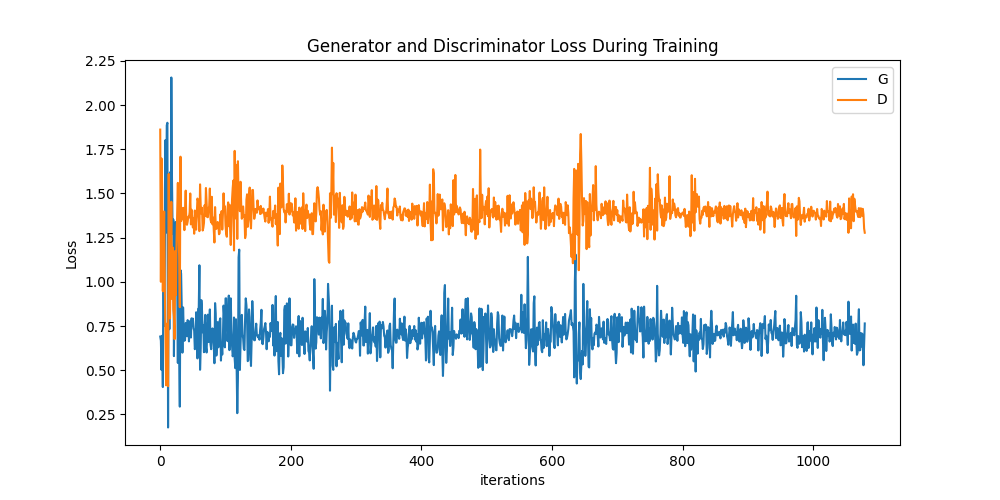 Generator and Discriminator Loss During Training
2.25
2.00
1.75
1.50
1.25
1.00
0.75
0.50
0.25
Loss
G
D
0 200 400 600 800 1000
iterations